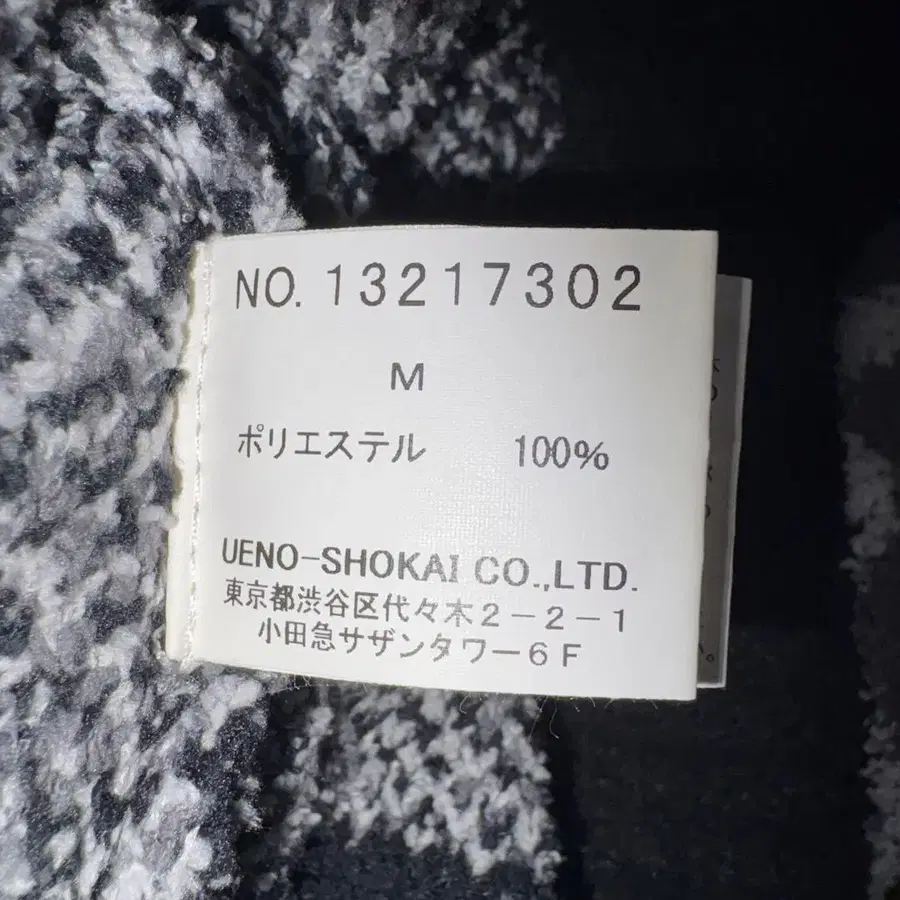 NO. 13217302
M
ポリエステル 100%
UENO-SHOKAI CO.,LTD.
東京都渋谷区代々木2-2-1
小田急サザンタワー6F